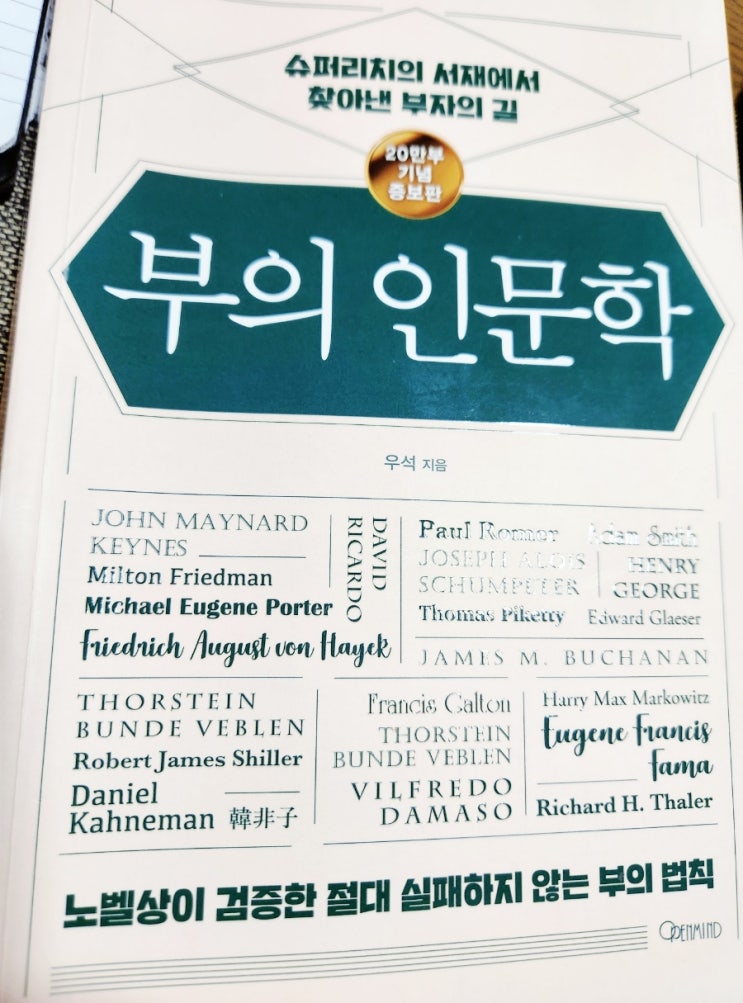 슈퍼리치의 서재에서
찾아낸 부자의 길
20만부
기념
증보판
부의 인문학
우석 지음
JOHN MAYNARD
KEYNES
Milton Friedman
Michael Eugene Porter
Friedrich August von Hayek
DAVID
RICARDO
Paul Romer
Adam Smith
JOSEPH ALOIS
SCHUMPETER
HENRY
GEORGE
Thomas Pikerry
Edward Glaeser
JAMES M. BUCHANAN
THORSTEIN
BUNDE VEBLEN
Robert James Shiller
Daniel
Kahneman 韓非子
Francis Galton
THORSTEIN
BUNDE VEBLEN
VILFREDO
DAMASO
Harry Max Markowitz
Eugene Francis
Fama
Richard H. Thaler
노벨상이 검증한 절대 실패하지 않는 부의 법칙
OPENMIND